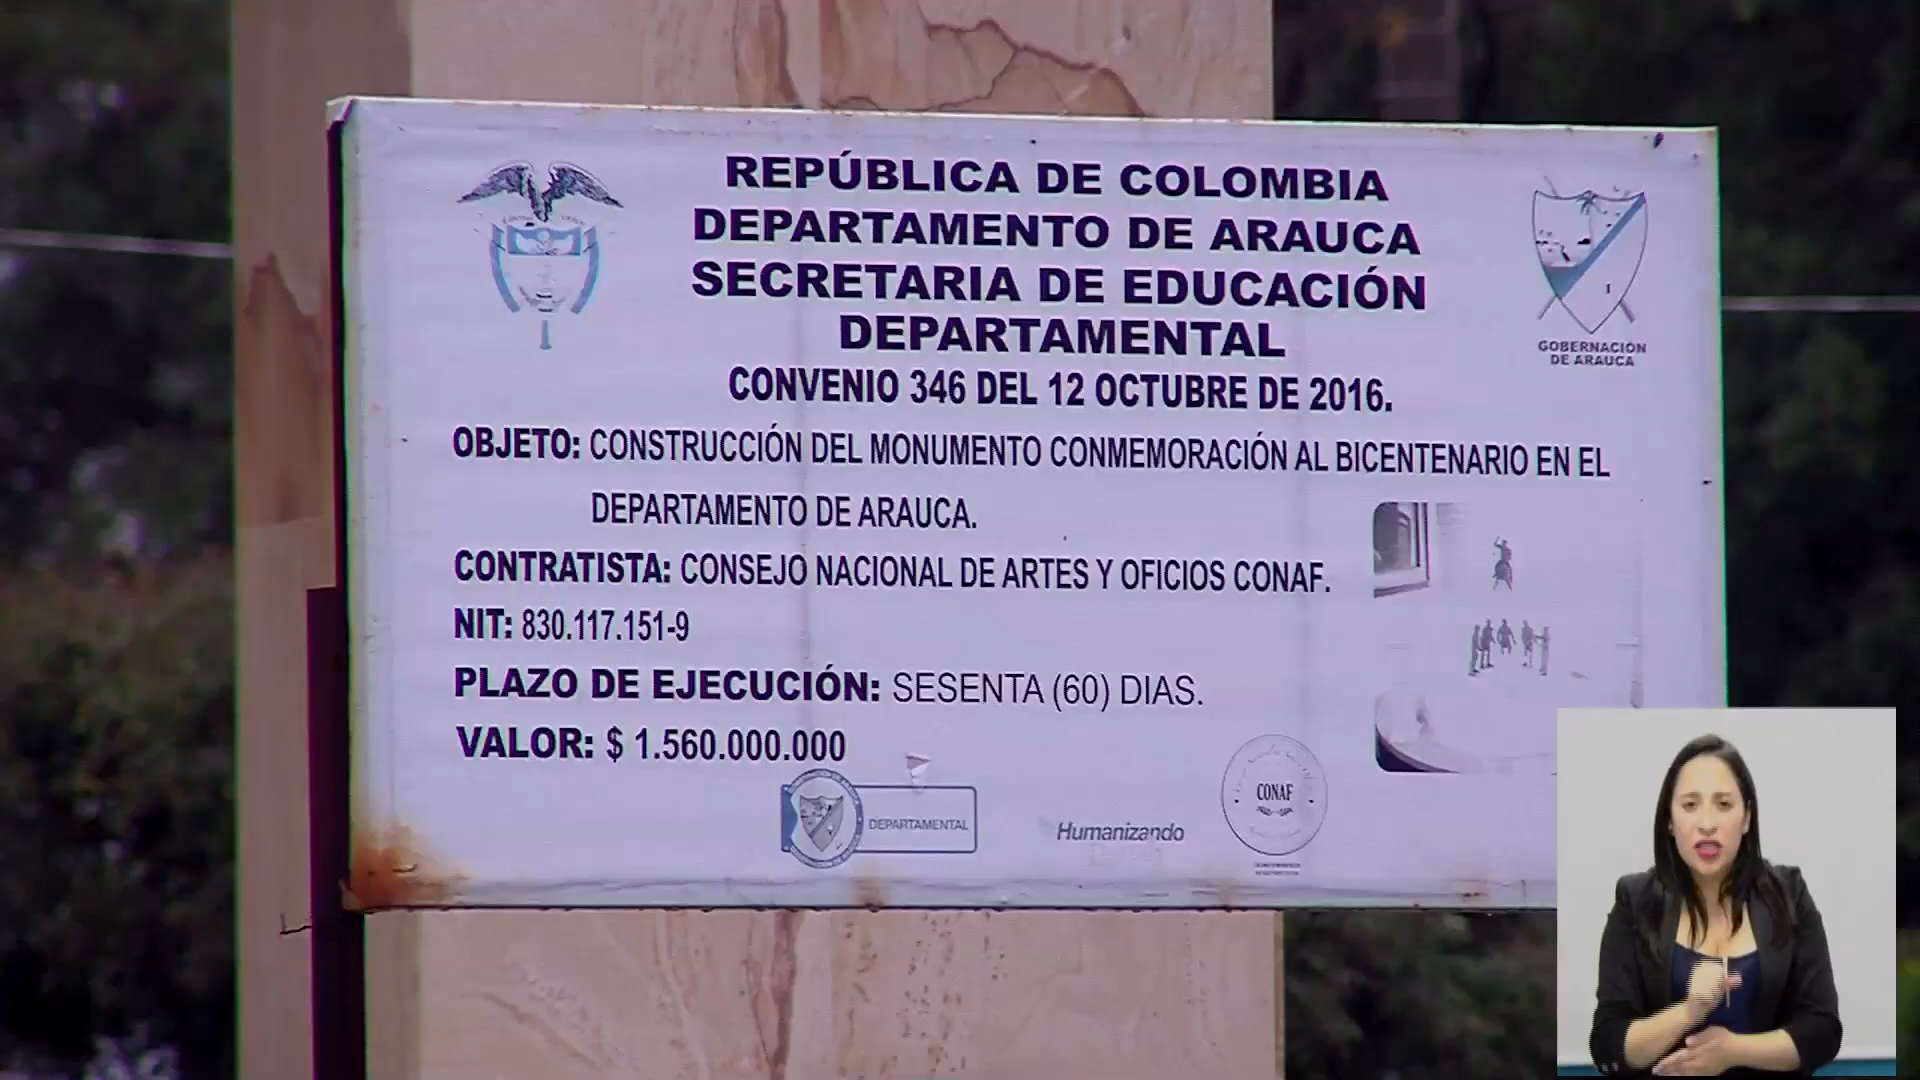 REPÚBLICA DE COLOMBIA
DEPARTAMENTO DE ARAUCA
SECRETARIA DE EDUCACIÓN
DEPARTAMENTAL
CONVENIO 346 DEL 12 OCTUBRE DE 2016.
GOBERNACION
DE ARAUCA
OBJETO: CONSTRUCCIÓN DEL MONUMENTO CONMEMORACIÓN AL BICENTENARIO EN EL
DEPARTAMENTO DE ARAUCA.
CONTRATISTA: CONSEJO NACIONAL DE ARTES Y OFICIOS CONAF.
NIT: 830.117.151-9
PLAZO DE EJECUCIÓN: SESENTA (60) DIAS.
VALOR: $ 1.560.000.000
DEPARTAMENTAL
Humanizando
CONAF